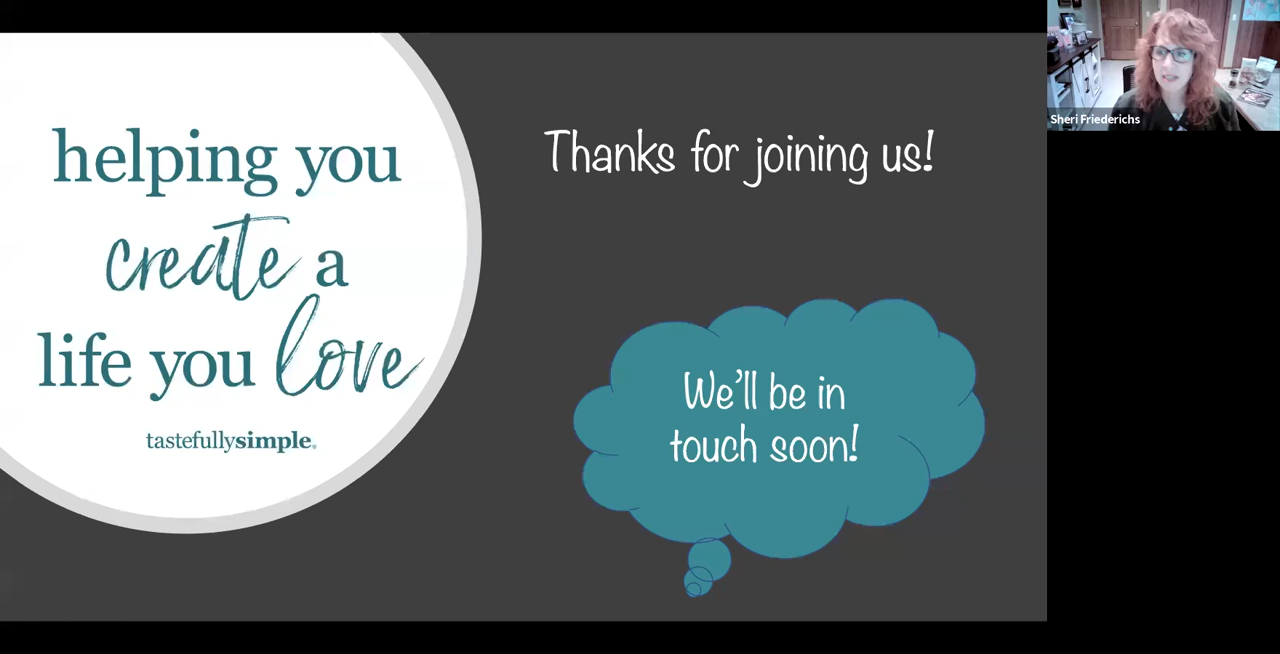 helping you
create a
life you love
tastefullysimple®
Thanks for joining us!
We'll be in
touch soon!
Sheri Friederichs